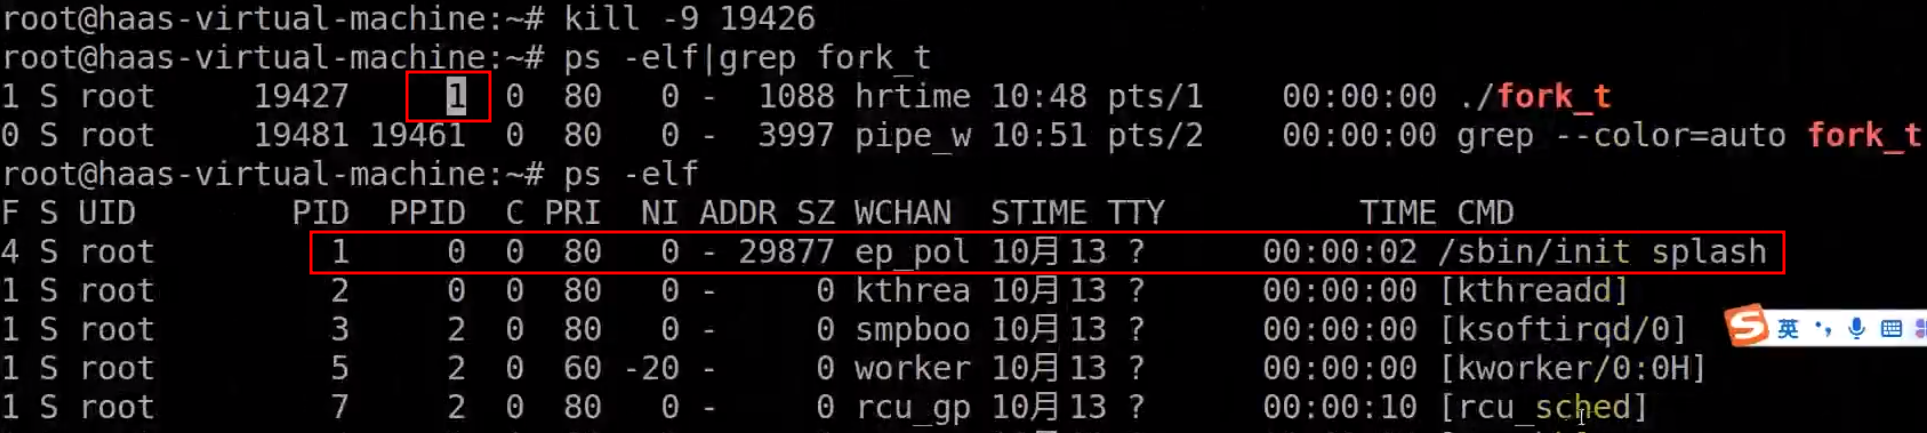 root@haas-virtual-machine:~# kill -9 19426
root@haas-virtual-machine:~# ps -elf|grep fork_t
1 S root 19427 1 0 80 0 - 1088 hrtime 10:48 pts/1 00:00:00 ./fork_t
0 S root 19481 19461 0 80 0 - 3997 pipe_w 10:51 pts/2 00:00:00 grep --color=auto fork_t
root@haas-virtual-machine:~# ps -elf
F S UID PID PPID C PRI NI ADDR SZ WCHAN STIME TTY TIME CMD
4 S root 1 0 0 80 0 - 29877 ep_pol 10月13 ? 00:00:02 /sbin/init splash
1 S root 2 0 0 80 0 - 0 kthrea 10月13 ? 00:00:00 [kthreadd]
1 S root 3 2 0 80 0 - 0 smpboo 10月13 ? 00:00:00 [ksoftirqd/0]
S 英
1 S root 5 2 0 60 -20 - 0 worker 10月13 ? 00:00:00 [kworker/0:0H]
1 S root 7 2 0 80 0 - 0 rcu_gp 10月13 ? 00:00:10 [rcu_sched]